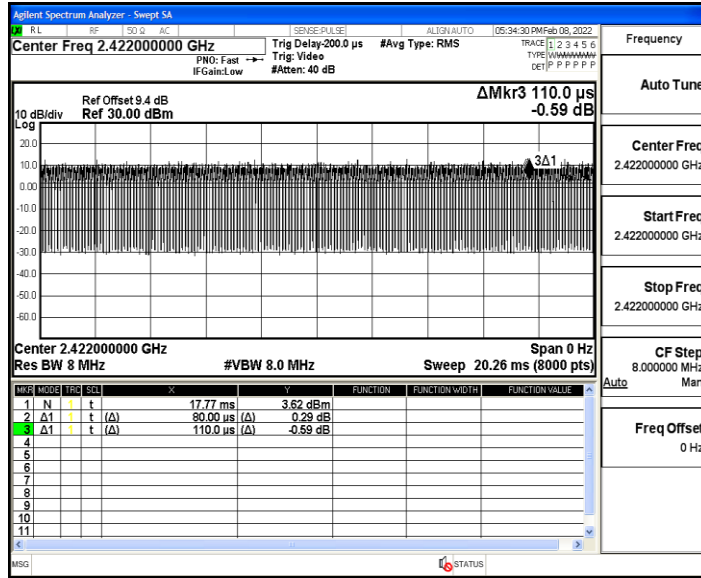 Agilent Spectrum Analyzer - Swept SA
RL RF 50 Ω AC SENSE:PULSE ALIGN AUTO 05:34:30 PM Feb 08, 2022
Center Freq 2.422000000 GHz
PNO: Fast
IFGain:Low
Trig Delay-200.0 µs
Trig: Video
#Atten: 40 dB
#Avg Type: RMS
TRACE 1 2 3 4 5 6
TYPE
DET P P P P P P
Ref Offset 9.4 dB
10 dB/div Ref 30.00 dBm
ΔMkr3 110.0 µs
-0.59 dB
Log
20.0
10.0
0.00
-10.0
-20.0
-30.0
-40.0
-50.0
-60.0
3Δ1
Center 2.422000000 GHz Span 0 Hz
Res BW 8 MHz #VBW 8.0 MHz Sweep 20.26 ms (8000 pts)
MKR MODE TRC SCL X Y FUNCTION FUNCTION WIDTH FUNCTION VALUE
1 N 1 t 17.77 ms 3.62 dBm
2 Δ1 1 t (Δ) 80.00 µs (Δ) 0.29 dB
3 Δ1 1 t (Δ) 110.0 µs (Δ) -0.59 dB
4
5
6
7
8
9
10
11
MSG STATUS
Frequency
Auto Tune
Center Freq
2.422000000 GHz
Start Freq
2.422000000 GHz
Stop Freq
2.422000000 GHz
CF Step
8.000000 MHz
Auto Man
Freq Offset
0 Hz